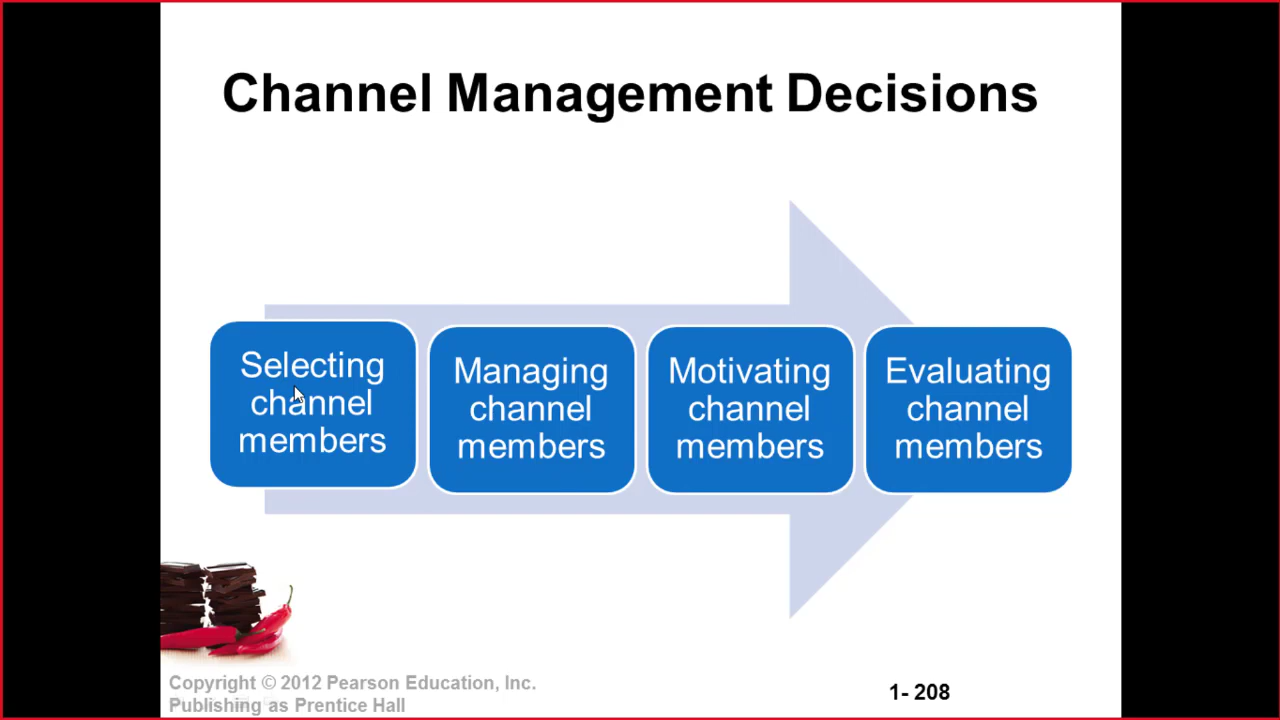 Channel Management Decisions
Selecting
channel
members
Managing
channel
members
Motivating
channel
members
Evaluating
channel
members
Copyright © 2012 Pearson Education, Inc.
Publishing as Prentice Hall
1- 208